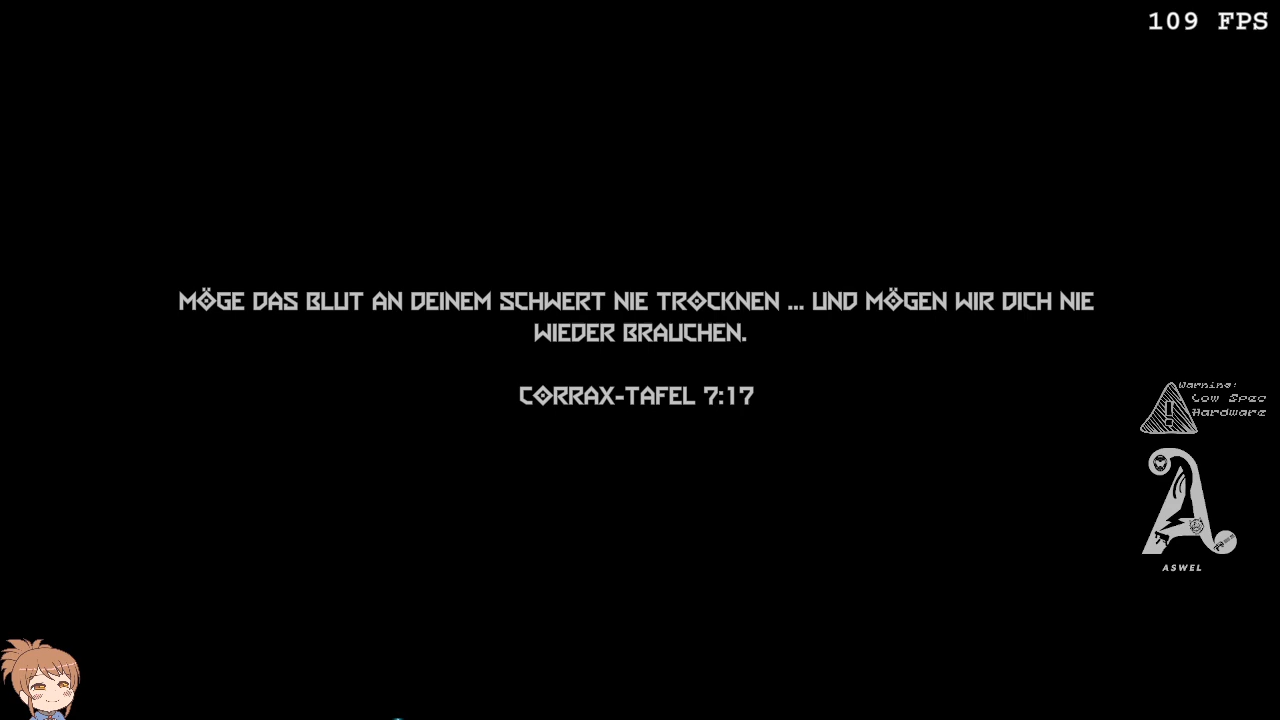 109 FPS
MÖGE DAS BLUT AN DEINEM SCHWERT NIE TROCKNEN ... UND MÖGEN WIR DICH NIE
WIEDER BRAUCHEN.
CORRAX-TAFEL 7:17
Warning:
Low Spec
Hardware
ASWEL